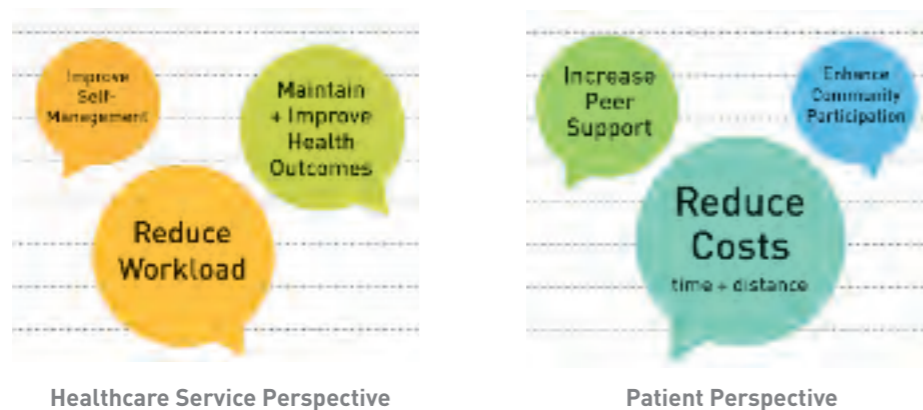 Improve
Self-
Management
Maintain
+ Improve
Health
Outcomes
Reduce
Workload
Healthcare Service Perspective
Increase
Peer
Support
Enhance
Community
Participation
Reduce
Costs
time + distance
Patient Perspective